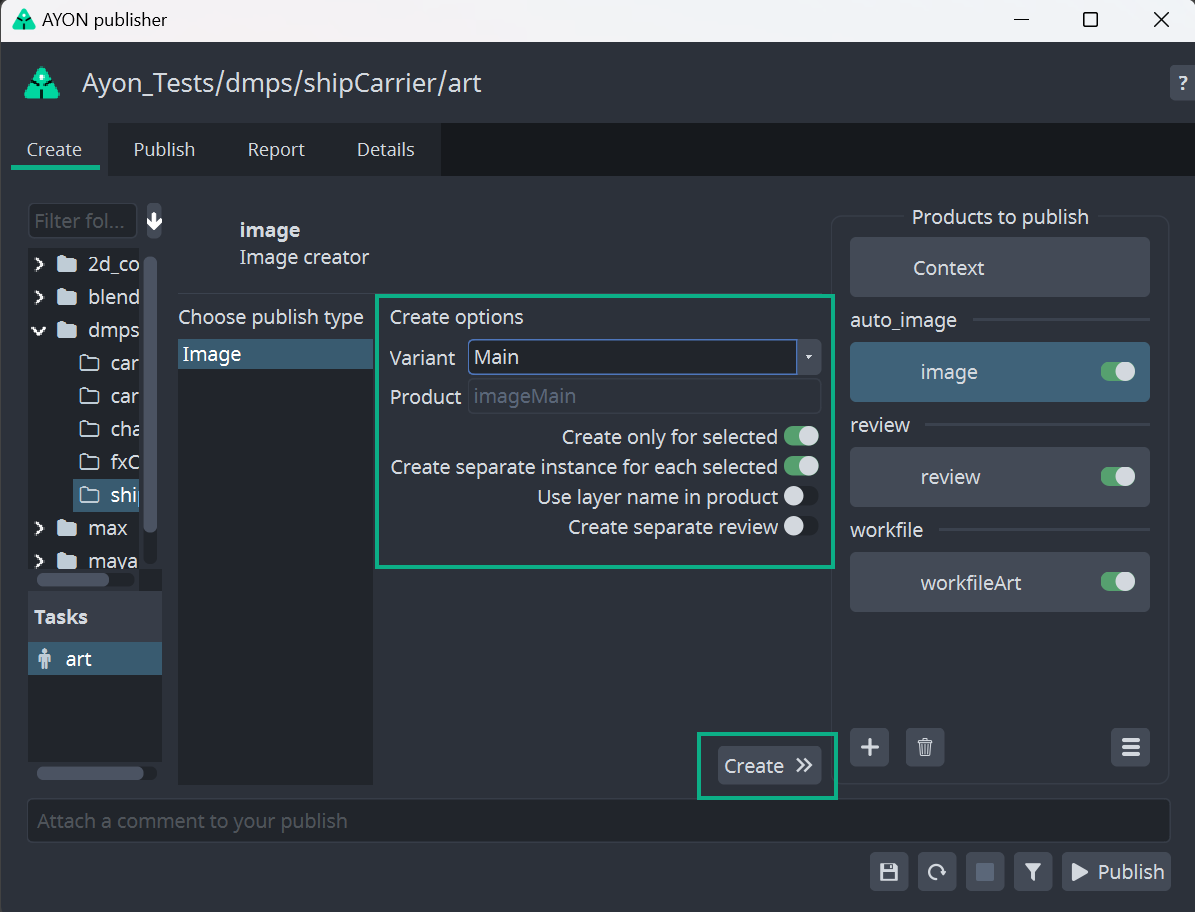 AYON publisher
Ayon_Tests/dmps/shipCarrier/art
?
Create Publish Report Details
Filter fol...
2d_co
blend
dmps
car
car
cha
fxC
ship
max
maya
Tasks
art
image
Image creator
Choose publish type
Image
Create options
Variant Main
Product imageMain
Create only for selected
Create separate instance for each selected
Use layer name in product
Create separate review
Create
Products to publish
Context
auto_image
image
review
review
workfile
workfileArt
Attach a comment to your publish
Publish